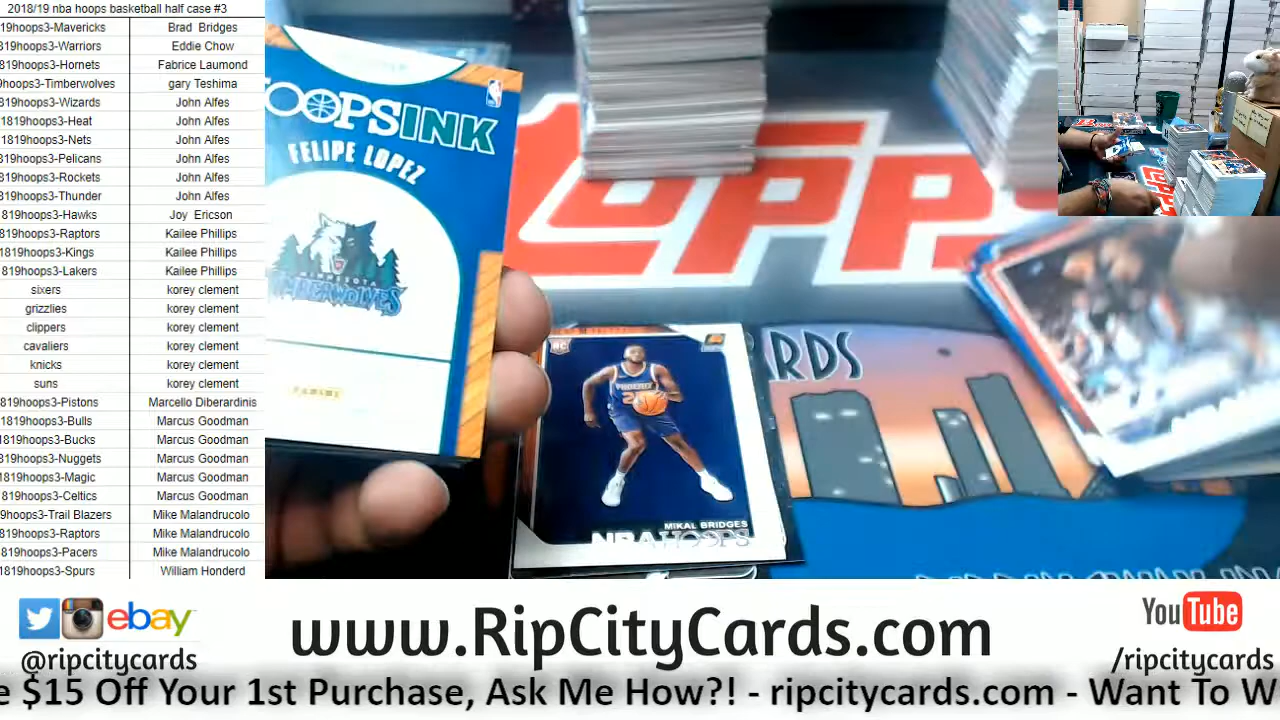 2018/19 nba hoops basketball half case #3
19hoops3-Mavericks Brad Bridges
819hoops3-Warriors Eddie Chow
1819hoops3-Hornets Fabrice Laumond
hoops3-Timberwolves gary Teshima
819hoops3-Wizards John Alfes
1819hoops3-Heat John Alfes
1819hoops3-Nets John Alfes
819hoops3-Pelicans John Alfes
819hoops3-Rockets John Alfes
819hoops3-Thunder John Alfes
819hoops3-Hawks Joy Ericson
819hoops3-Raptors Kailee Phillips
1819hoops3-Kings Kailee Phillips
819hoops3-Lakers Kailee Phillips
sixers korey clement
grizzlies korey clement
clippers korey clement
cavaliers korey clement
knicks korey clement
suns korey clement
819hoops3-Pistons Marcello Diberardinis
1819hoops3-Bulls Marcus Goodman
1819hoops3-Bucks Marcus Goodman
819hoops3-Nuggets Marcus Goodman
1819hoops3-Magic Marcus Goodman
819hoops3-Celtics Marcus Goodman
9hoops3-Trail Blazers Mike Malandrucolo
819hoops3-Raptors Mike Malandrucolo
819hoops3-Pacers Mike Malandrucolo
1819hoops3-Spurs William Honderd
HOOPSINK
FELIPE LOPEZ
MINNESOTA
TIMBERWOLVES
PANINI
TOPPS
RC
PHOENIX
MIKAL BRIDGES
NBA HOOPS
ARDS
ebay
@ripcitycards
www.RipCityCards.com
YouTube
/ripcitycards
e $15 Off Your 1st Purchase, Ask Me How?! - ripcitycards.com - Want To W